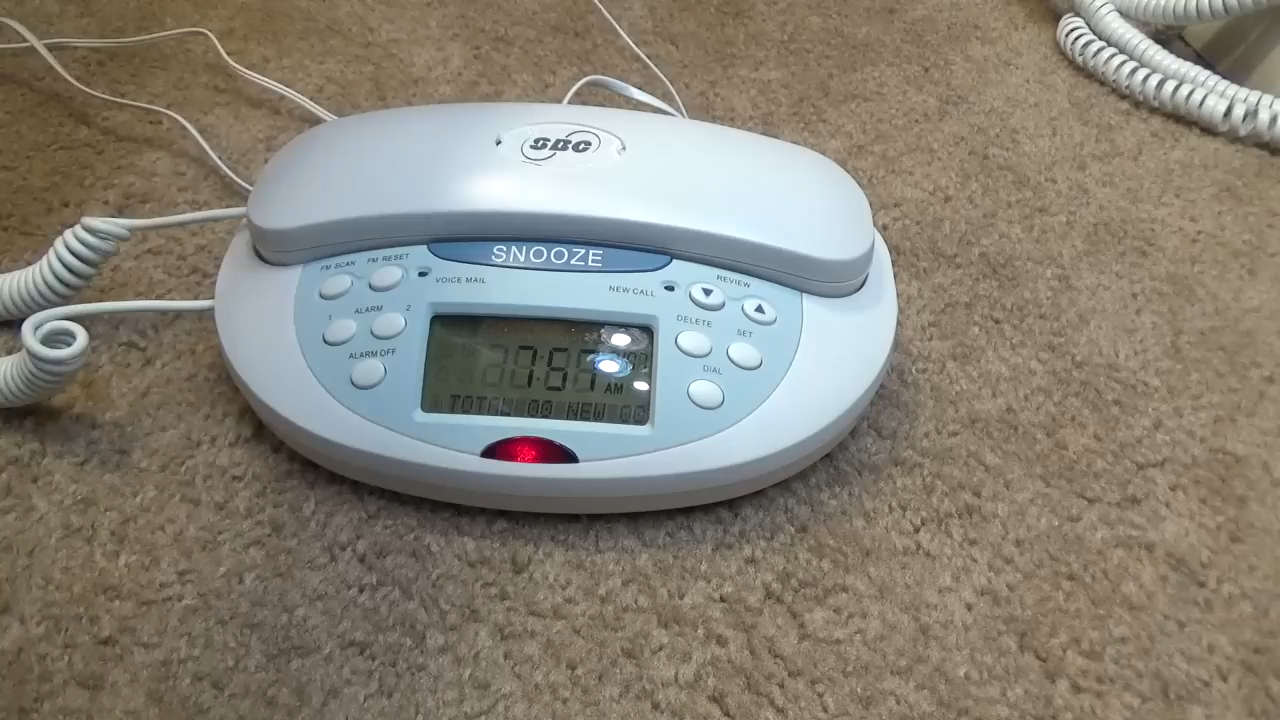 SBC
SNOOZE
FM SCAN
FM RESET
VOICE MAIL
NEW CALL
REVIEW
1 ALARM 2
DELETE
SET
ALARM OFF
DIAL
AM
TOTAL 00 NEW 00